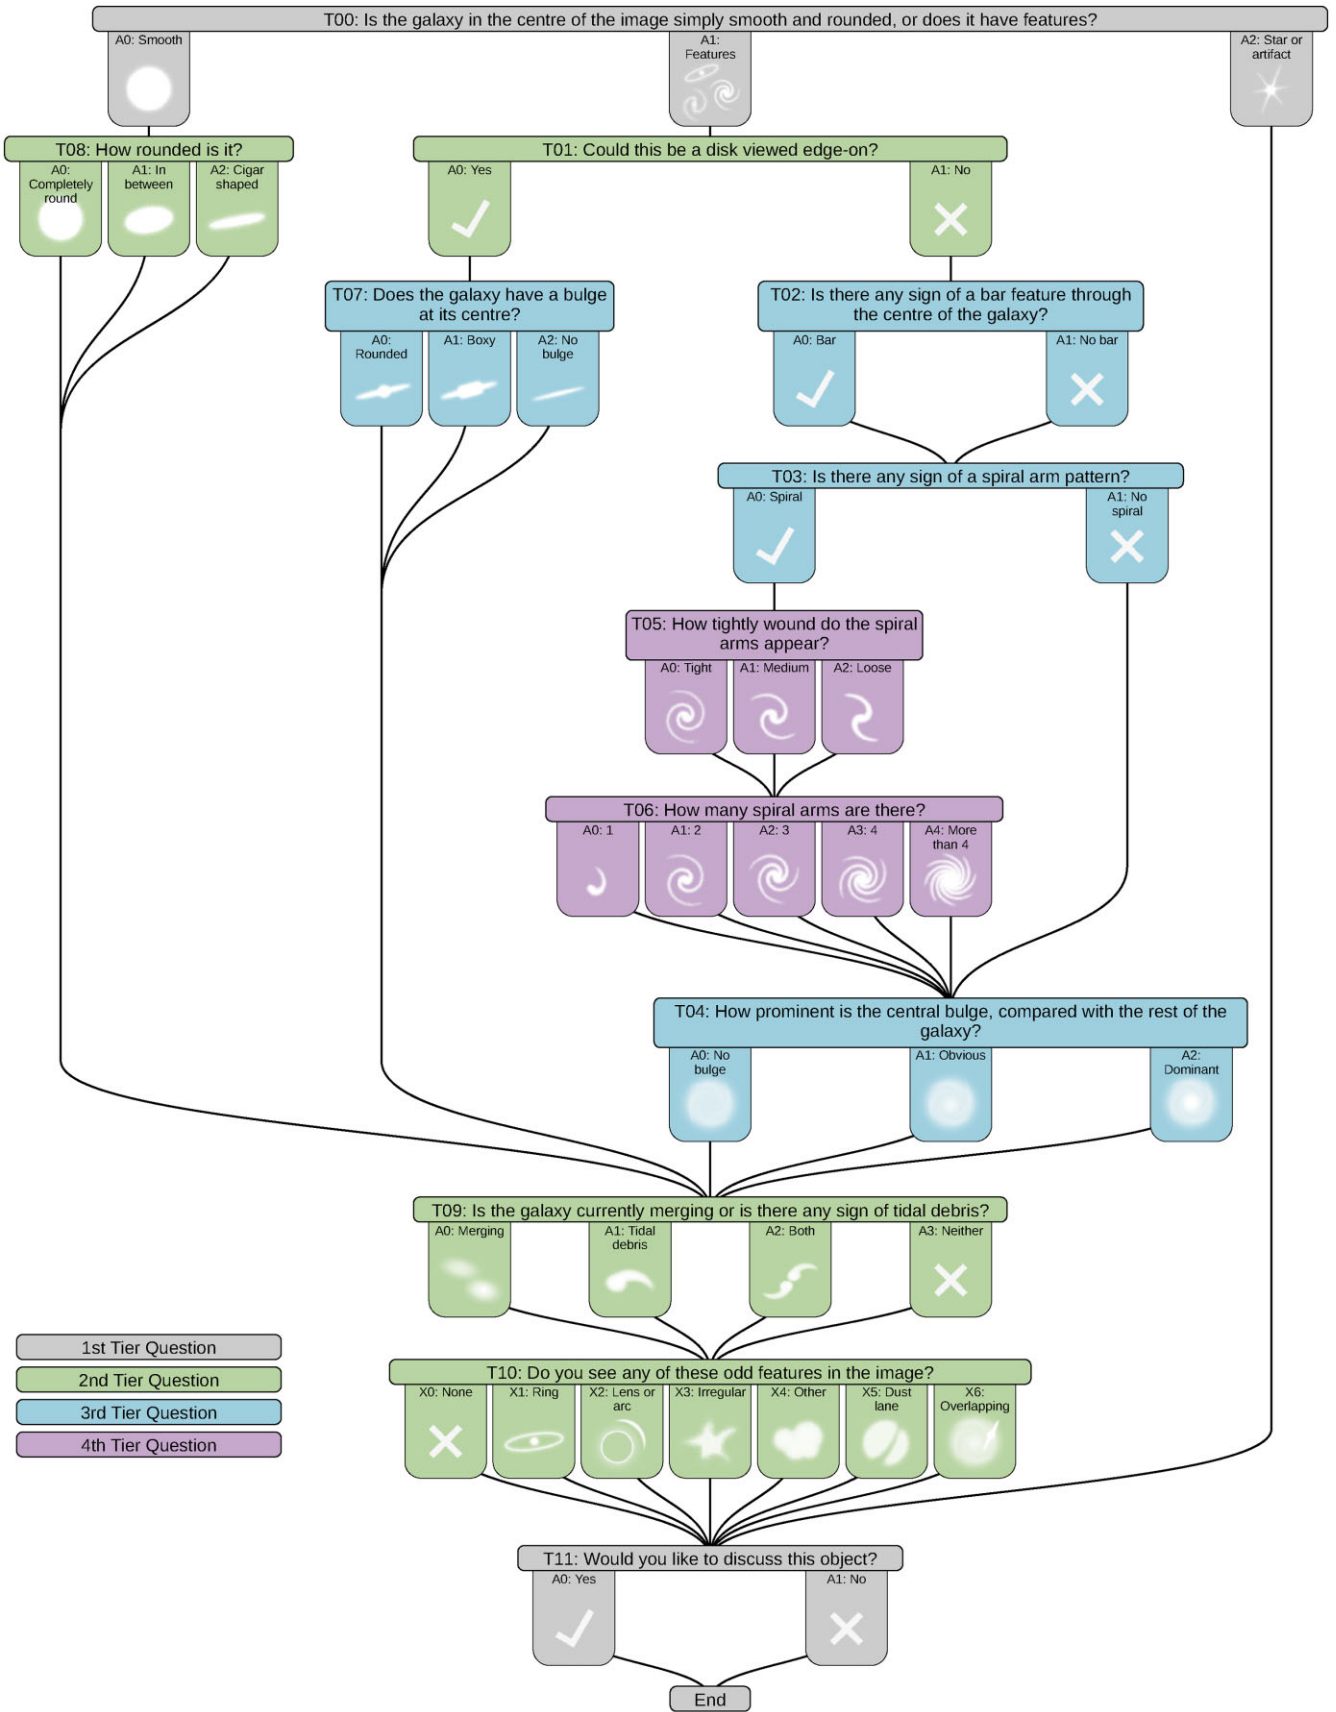 T00: Is the galaxy in the centre of the image simply smooth and rounded, or does it have features?
A0: Smooth
A1:
Features
A2: Star or
artifact
T08: How rounded is it?
A0:
Completely
round
A1: In
between
A2: Cigar
shaped
T01: Could this be a disk viewed edge-on?
A0: Yes
A1: No
T07: Does the galaxy have a bulge
at its centre?
A0:
Rounded
A1: Boxy
A2: No
bulge
T02: Is there any sign of a bar feature through
the centre of the galaxy?
A0: Bar
A1: No bar
T03: Is there any sign of a spiral arm pattern?
A0: Spiral
A1: No
spiral
T05: How tightly wound do the spiral
arms appear?
A0: Tight
A1: Medium
A2: Loose
T06: How many spiral arms are there?
A0: 1
A1: 2
A2: 3
A3: 4
A4: More
than 4
T04: How prominent is the central bulge, compared with the rest of the
galaxy?
A0: No
bulge
A1: Obvious
A2:
Dominant
T09: Is the galaxy currently merging or is there any sign of tidal debris?
A0: Merging
A1: Tidal
debris
A2: Both
A3: Neither
T10: Do you see any of these odd features in the image?
X0: None
X1: Ring
X2: Lens or
arc
X3: Irregular
X4: Other
X5: Dust
lane
X6:
Overlapping
T11: Would you like to discuss this object?
A0: Yes
A1: No
End
1st Tier Question
2nd Tier Question
3rd Tier Question
4th Tier Question